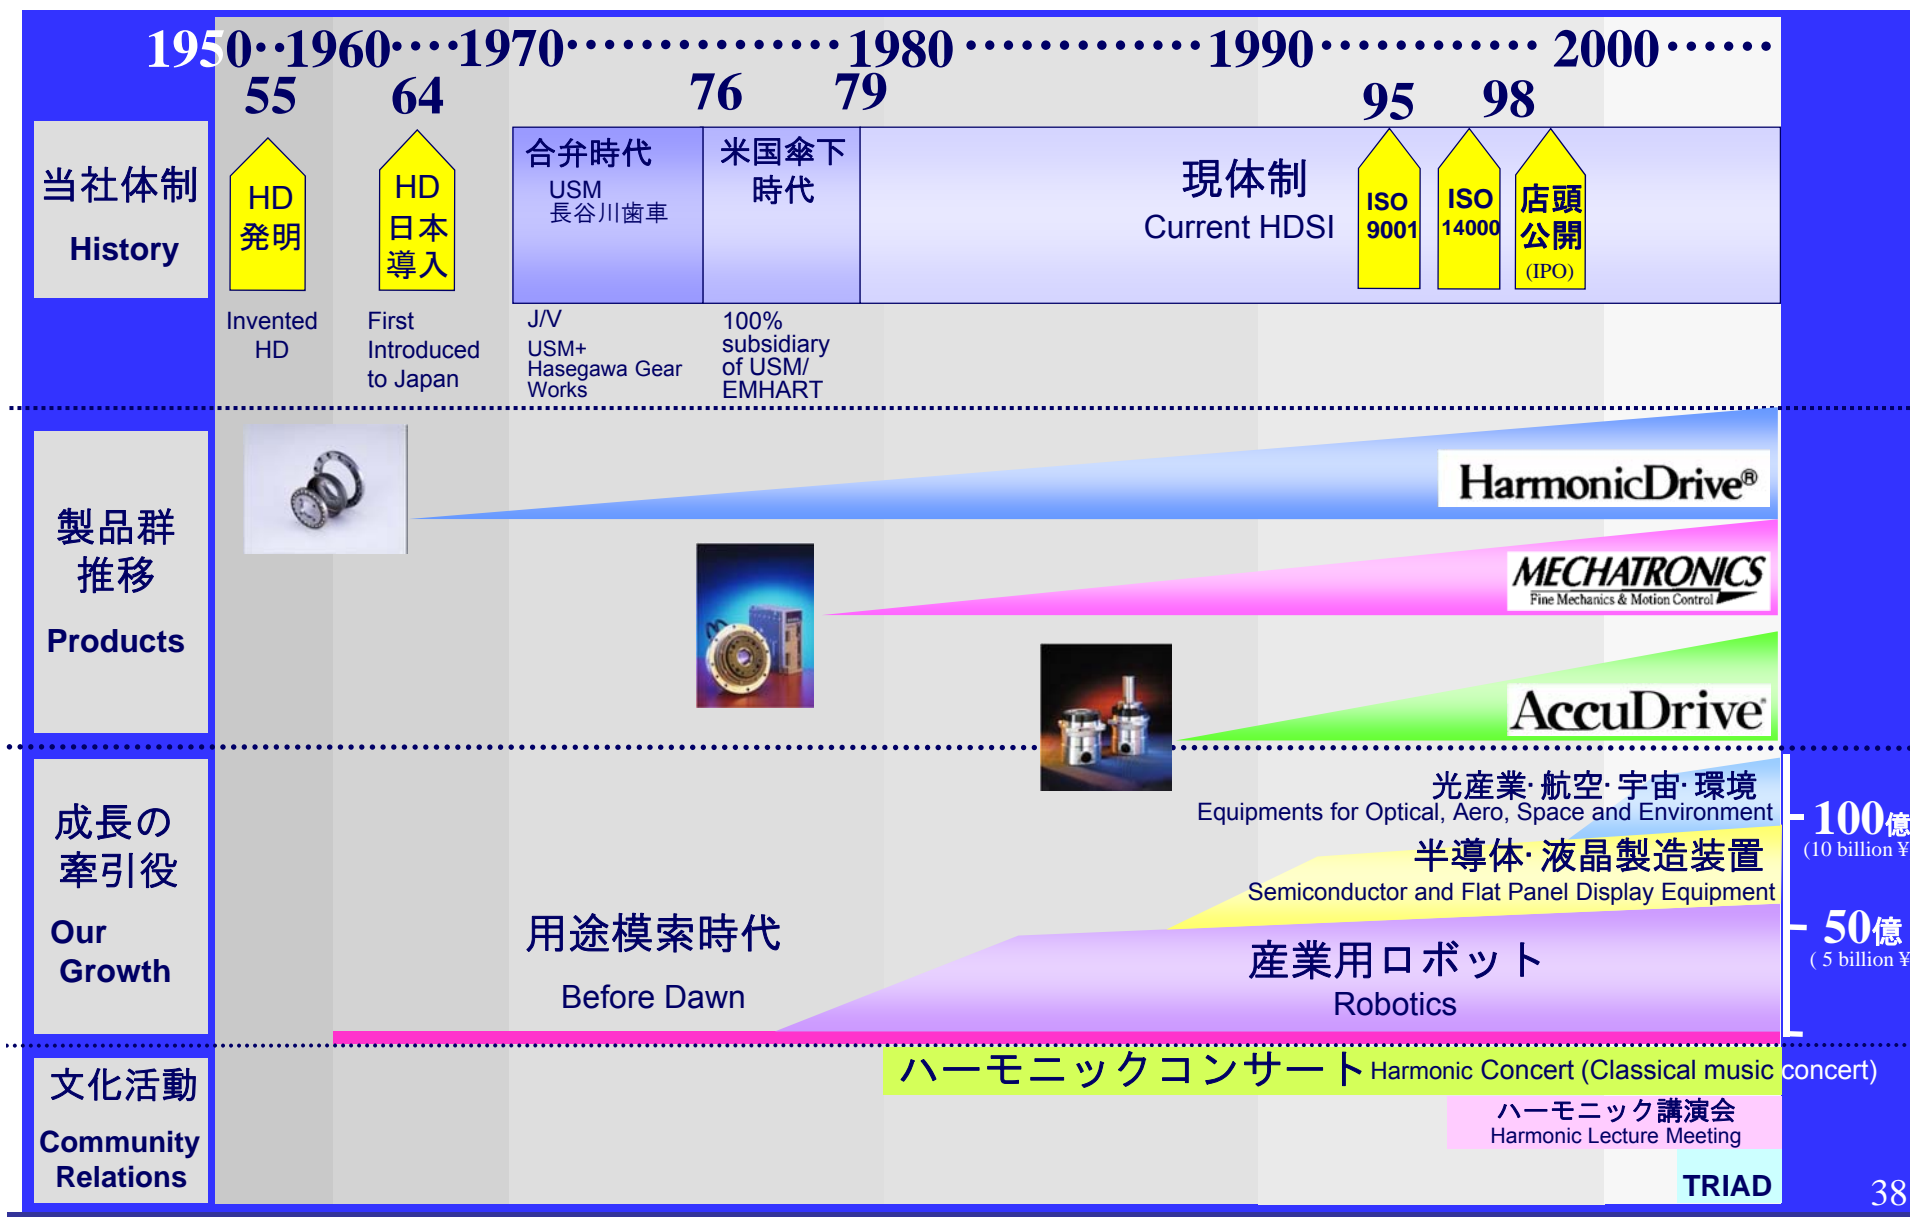 1950‥1960‥‥1970‥‥‥‥‥‥‥1980‥‥‥‥‥‥1990‥‥‥‥‥‥2000‥‥‥
55 64 76 79 95 98
当社体制
History
HD
発明
HD
日本
導入
合弁時代
USM
長谷川歯車
米国傘下
時代
現体制
Current HDSI
ISO
9001
ISO
14000
店頭
公開
(IPO)
Invented
HD
First
Introduced
to Japan
J/V
USM+
Hasegawa Gear
Works
100%
subsidiary
of USM/
EMHART
製品群
推移
Products
HarmonicDrive®
MECHATRONICS
Fine Mechanics & Motion Control
AccuDrive
成長の
牽引役
Our
Growth
用途模索時代
Before Dawn
光産業·航空·宇宙·環境
Equipments for Optical, Aero, Space and Environment
半導体·液晶製造装置
Semiconductor and Flat Panel Display Equipment
産業用ロボット
Robotics
100億
(10 billion ¥
50億
( 5 billion ¥
文化活動
Community
Relations
ハーモニックコンサート Harmonic Concert (Classical music concert)
ハーモニック講演会
Harmonic Lecture Meeting
TRIAD
38